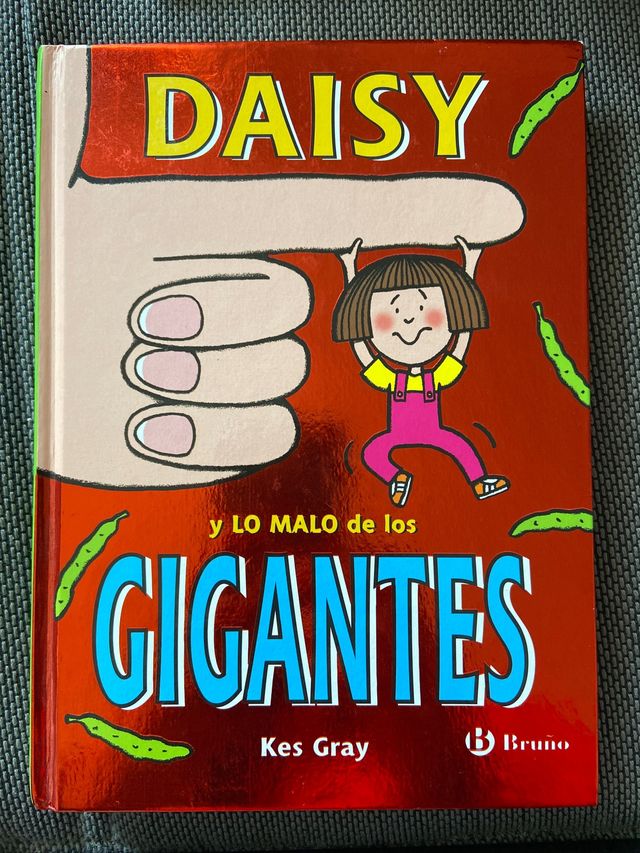 DAISY
y LO MALO de los
GIGANTES
Kes Gray
B Bruño